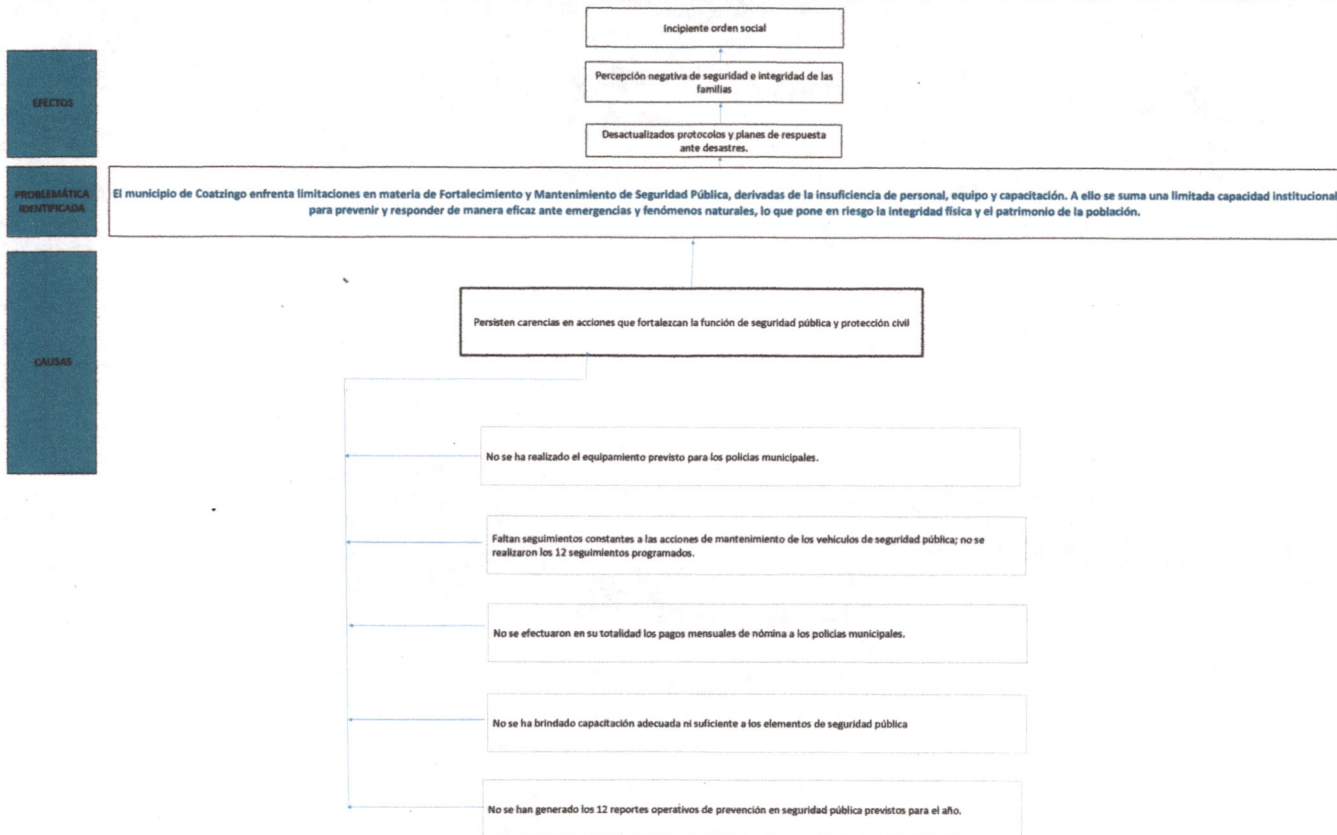 Incipiente orden social
EFECTOS
Percepción negativa de seguridad e integridad de las
familias
Desactualizados protocolos y planes de respuesta
ante desastres.
PROBLEMÁTICA
IDENTIFICADA
El municipio de Coatzingo enfrenta limitaciones en materia de Fortalecimiento y Mantenimiento de Seguridad Pública, derivadas de la insuficiencia de personal, equipo y capacitación. A ello se suma una limitada capacidad institucional
para prevenir y responder de manera eficaz ante emergencias y fenómenos naturales, lo que pone en riesgo la integridad física y el patrimonio de la población.
CAUSAS
Persisten carencias en acciones que fortalezcan la función de seguridad pública y protección civil
No se ha realizado el equipamiento previsto para los policías municipales.
Faltan seguimientos constantes a las acciones de mantenimiento de los vehículos de seguridad pública; no se
realizaron los 12 seguimientos programados.
No se efectuaron en su totalidad los pagos mensuales de nómina a los policías municipales.
No se ha brindado capacitación adecuada ni suficiente a los elementos de seguridad pública
No se han generado los 12 reportes operativos de prevención en seguridad pública previstos para el año.